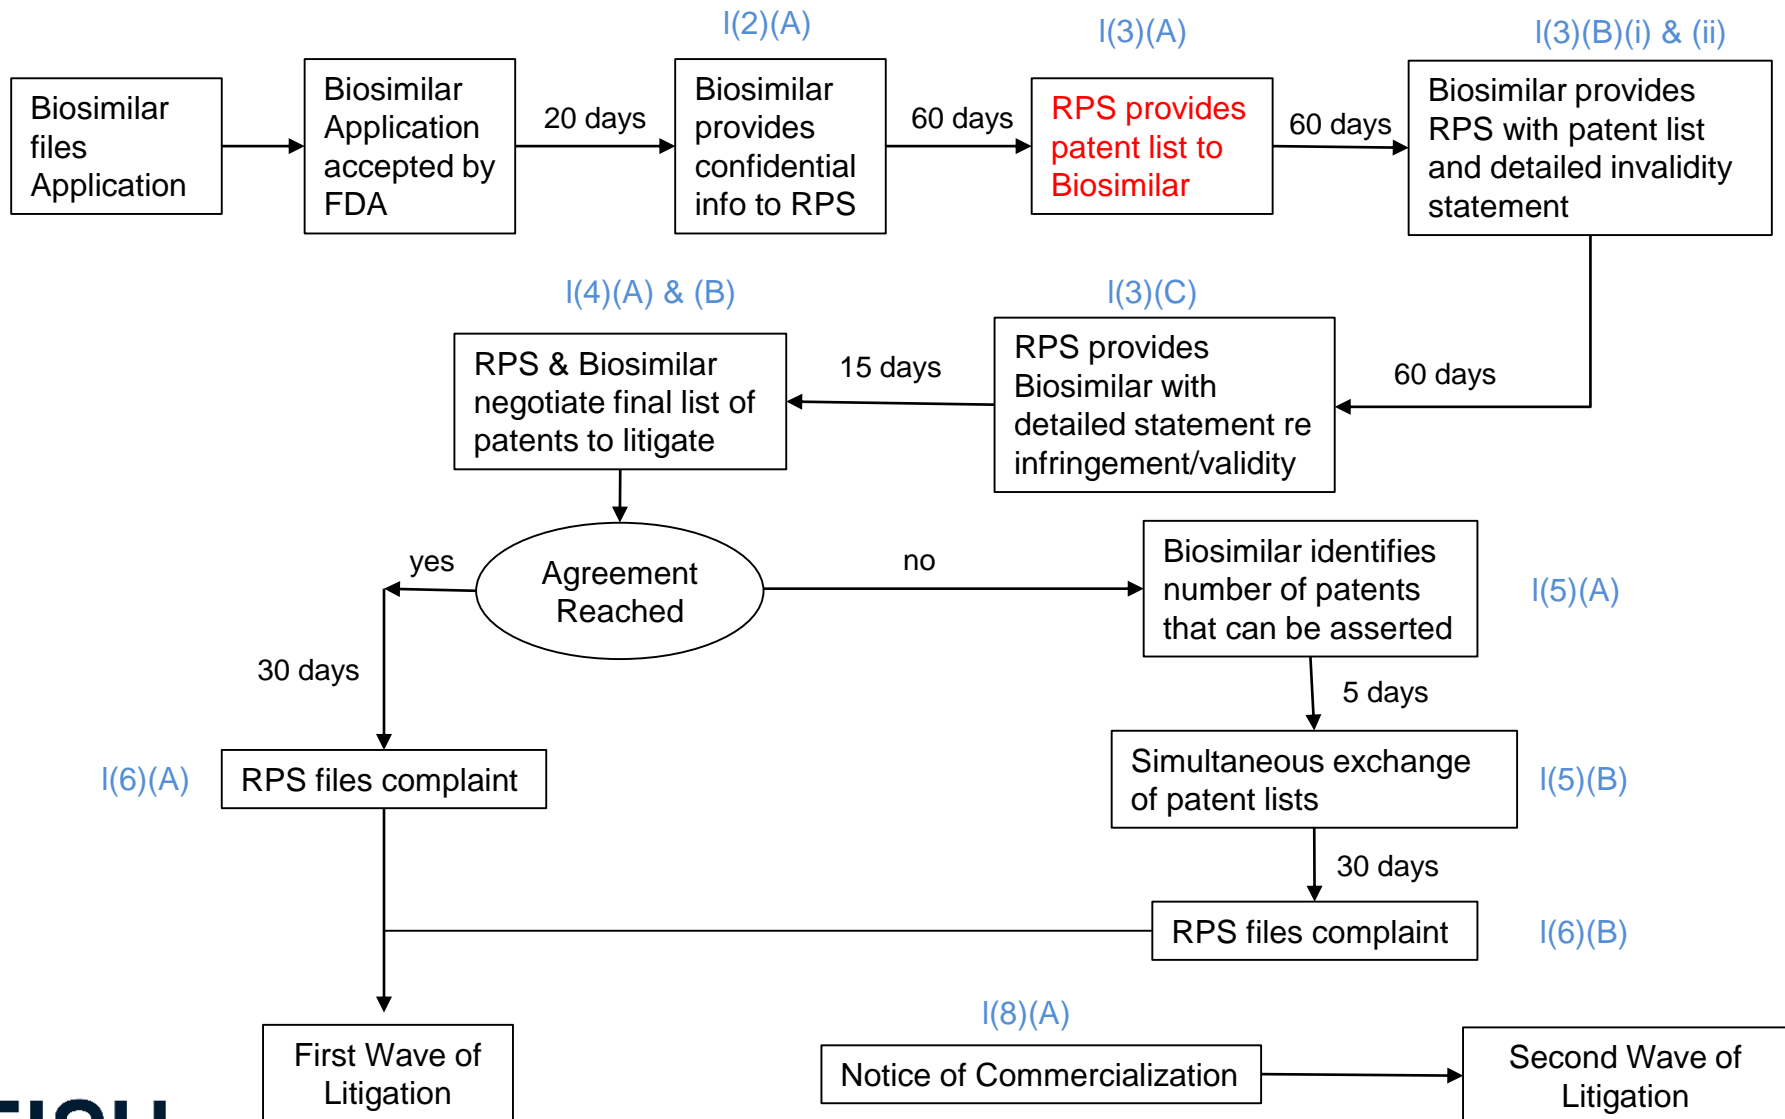 l(2)(A)
l(3)(A)
l(3)(B)(i) & (ii)
Biosimilar
files
Application
Biosimilar
Application
accepted by
FDA
20 days
Biosimilar
provides
confidential
info to RPS
60 days
RPS provides
patent list to
Biosimilar
60 days
Biosimilar provides
RPS with patent list
and detailed invalidity
statement
l(4)(A) & (B)
l(3)(C)
RPS & Biosimilar
negotiate final list of
patents to litigate
15 days
RPS provides
Biosimilar with
detailed statement re
infringement/validity
60 days
yes
Agreement
Reached
no
Biosimilar identifies
number of patents
that can be asserted
l(5)(A)
30 days
5 days
l(6)(A)
RPS files complaint
Simultaneous exchange
of patent lists
l(5)(B)
30 days
RPS files complaint
l(6)(B)
l(8)(A)
First Wave of
Litigation
Notice of Commercialization
Second Wave of
Litigation